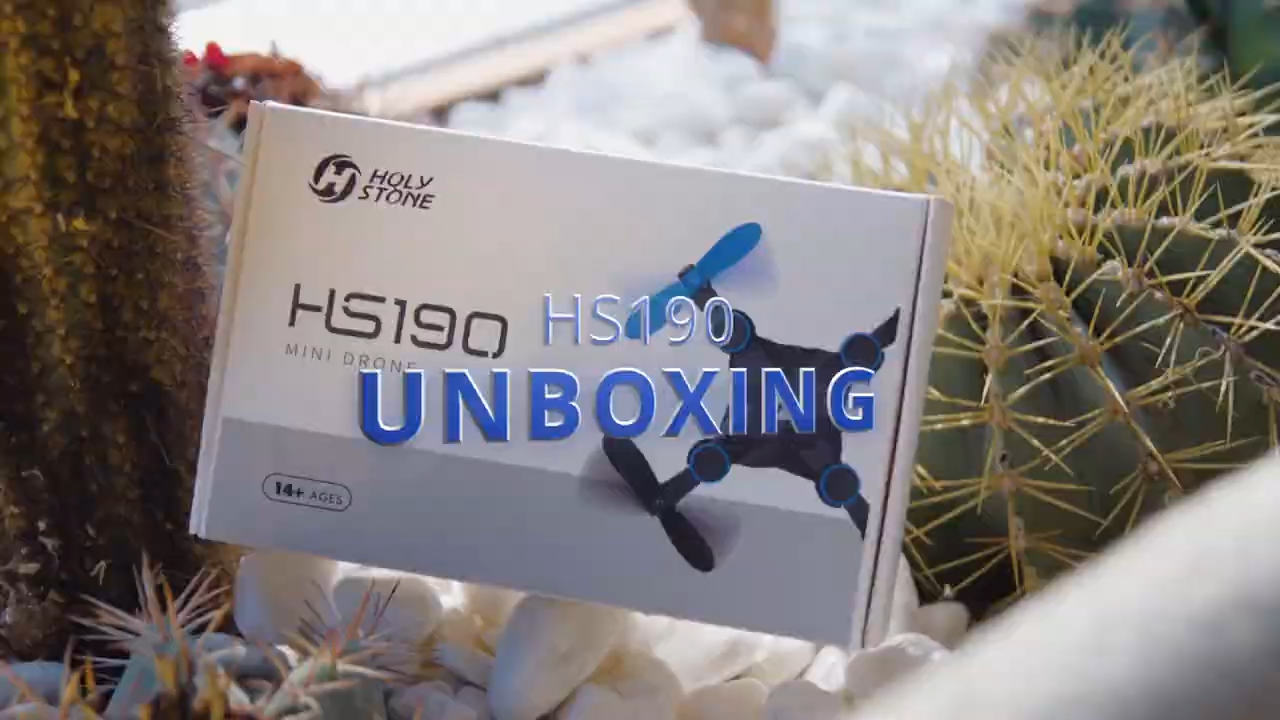 HOLY
STONE
HS190
MINI DRONE
HS190
UNBOXING
14+ AGES